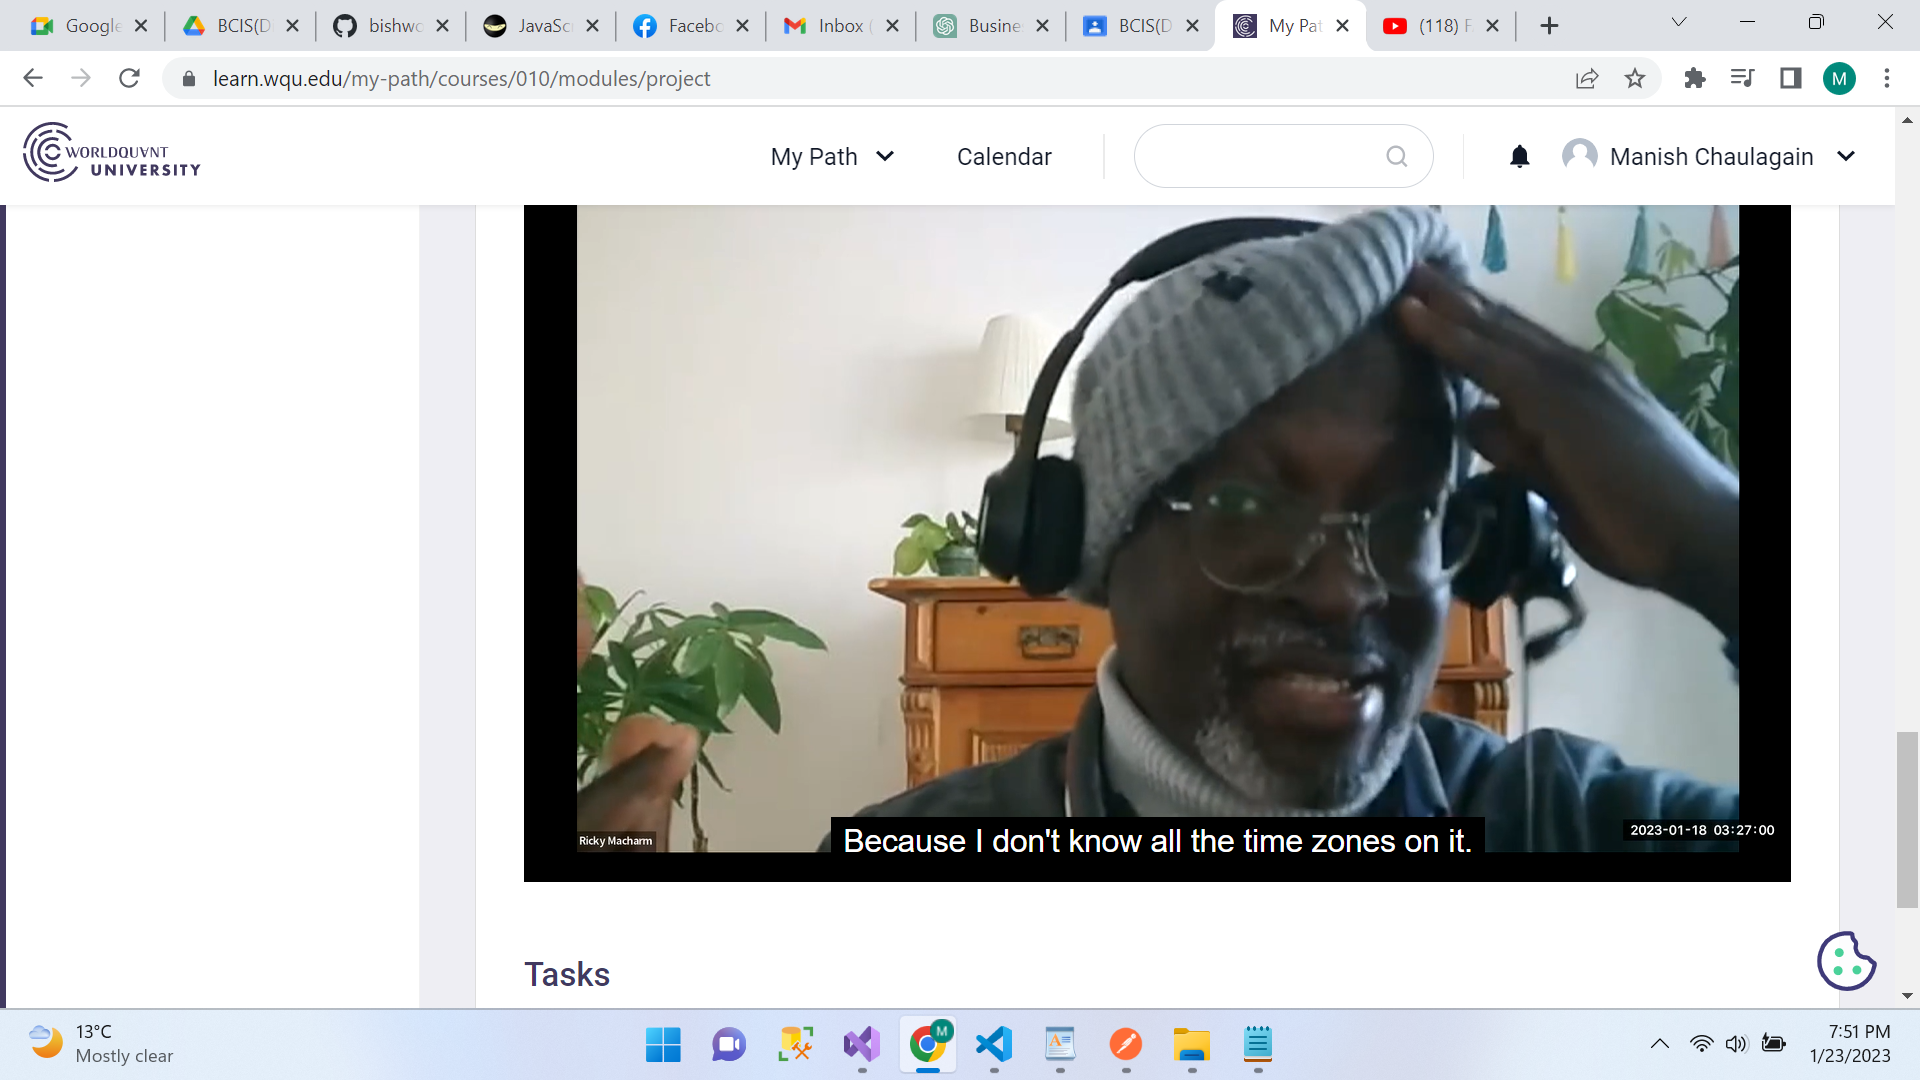 Google
BCIS(D
bishwo
JavaSc
Facebo
Inbox (
Busine
BCIS(D
My Pat
(118) F
learn.wqu.edu/my-path/courses/010/modules/project
M
WORLDQUANT
UNIVERSITY
My Path
Calendar
Manish Chaulagain
Ricky Macharm
Because I don't know all the time zones on it.
2023-01-18 03:27:00
Tasks
13°C
Mostly clear
M
7:51 PM
1/23/2023